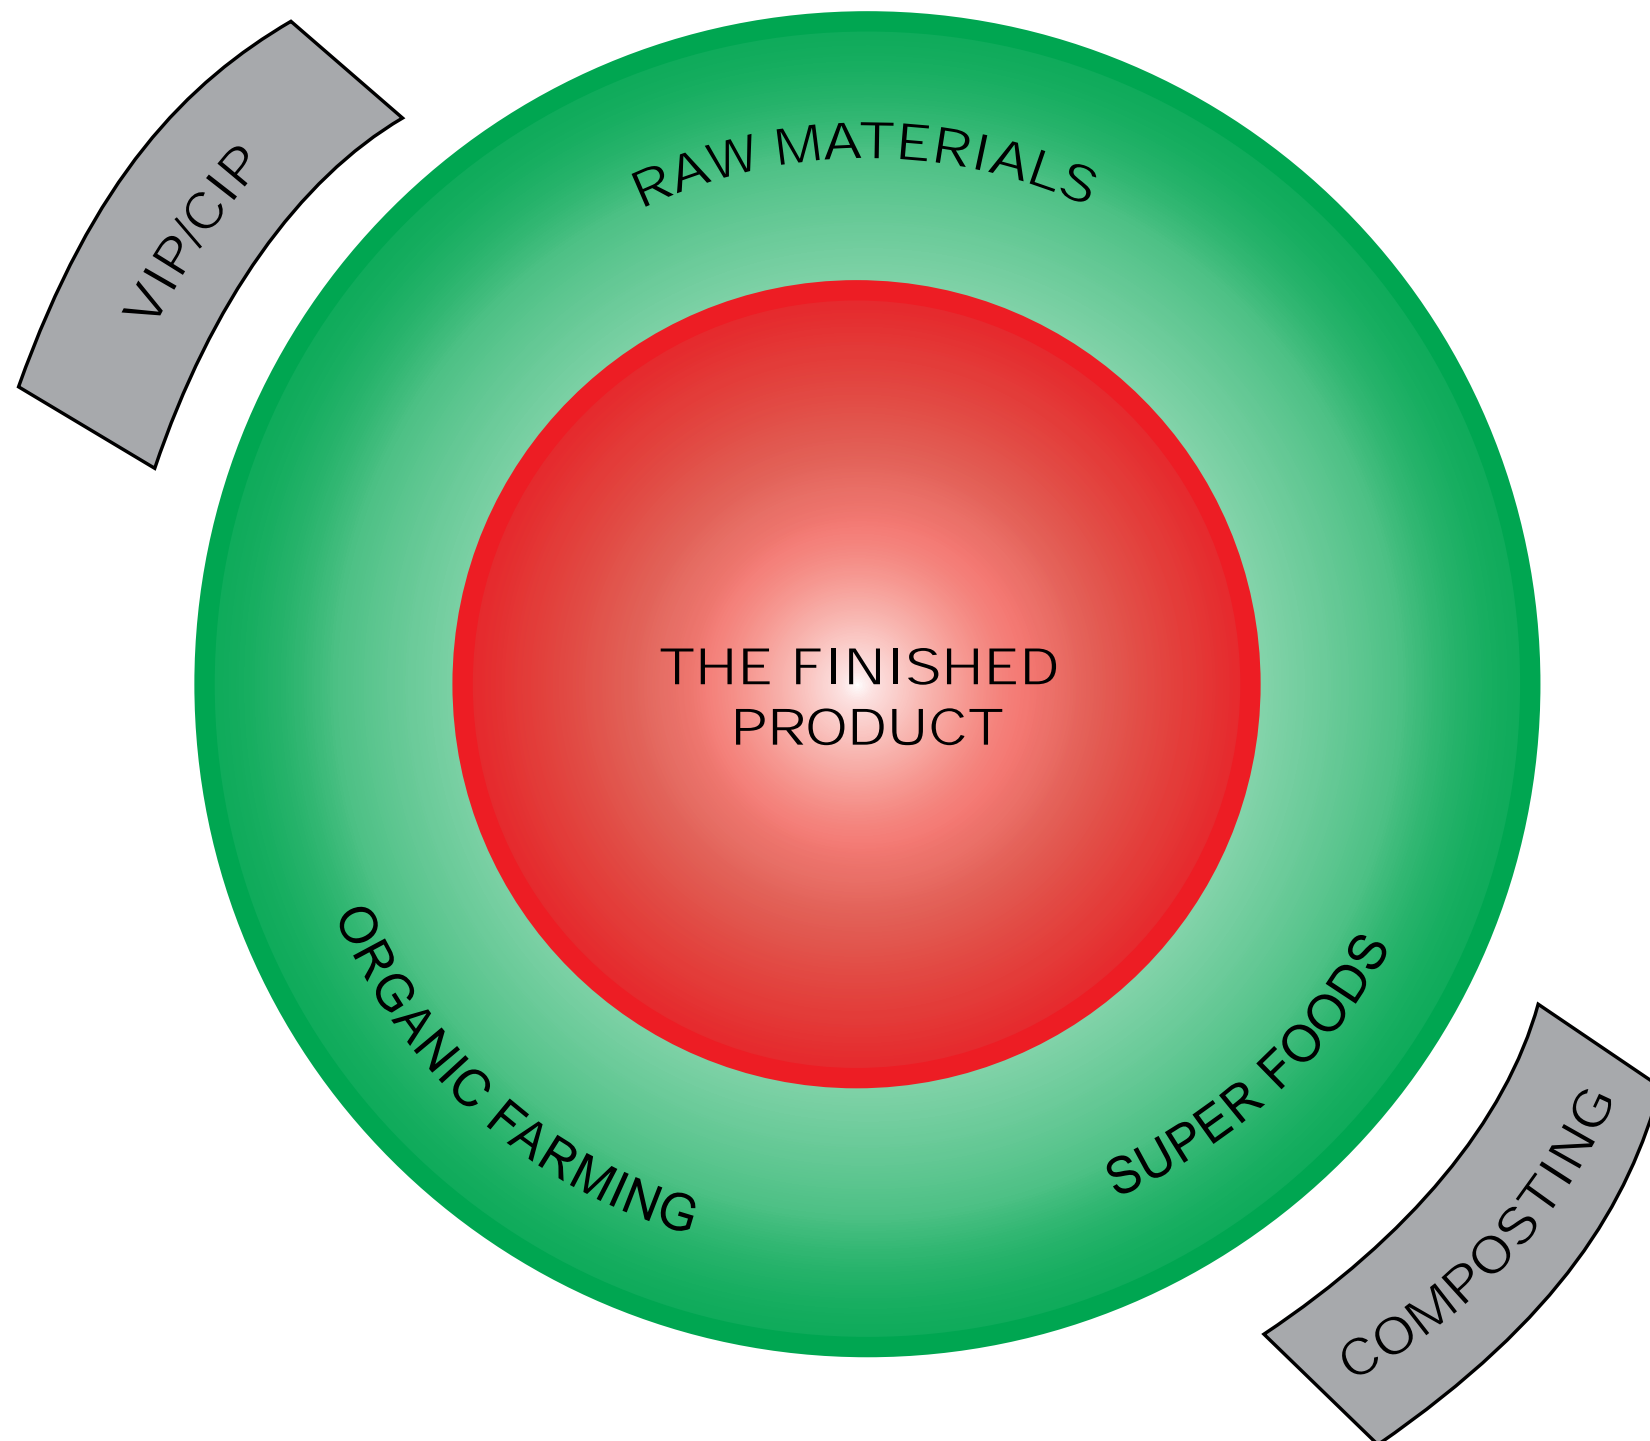 VIP/CIP
RAW MATERIALS
THE FINISHED
PRODUCT
ORGANIC FARMING
SUPER FOODS
COMPOSTING